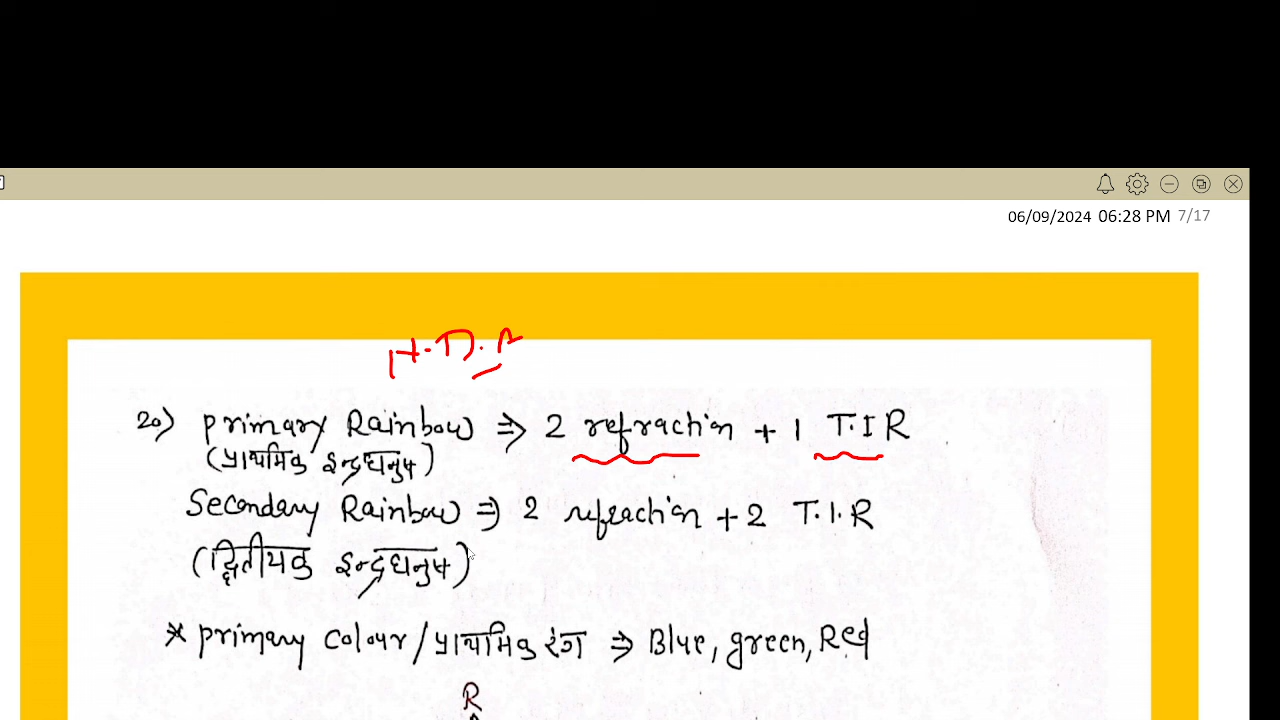 06/09/2024 06:28 PM 7/17
20) primary Rainbow ⇒ 2 refraction + 1 T.I R
(प्राथमिक इन्द्रधनुष)
Secondary Rainbow ⇒ 2 refraction + 2 T.I.R
(द्वितीयक इन्द्रधनुष)
* primary colour/प्राथमिक रंग ⇒ Blue, green, Red
R